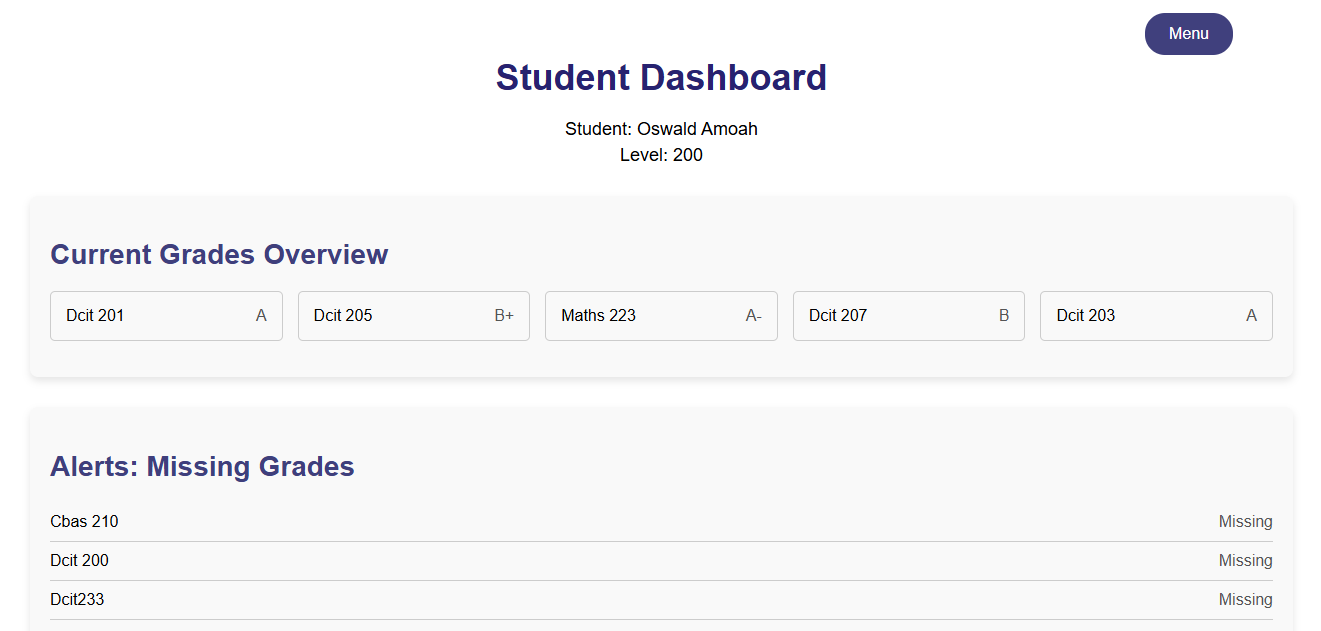 Menu
Student Dashboard
Student: Oswald Amoah
Level: 200
Current Grades Overview
Dcit 201 A
Dcit 205 B+
Maths 223 A-
Dcit 207 B
Dcit 203 A
Alerts: Missing Grades
Cbas 210 Missing
Dcit 200 Missing
Dcit233 Missing